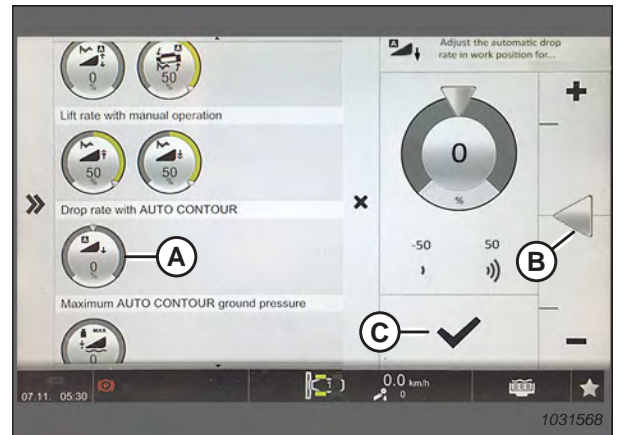 0
%
50
%
Adjust the automatic drop
rate in work position for...
Lift rate with manual operation
50
%
50
%
Drop rate with AUTO CONTOUR
A
0
%
A
Maximum AUTO CONTOUR ground pressure
MAX
0
0
%
-50 50
B
C
07.11. 05:30
0.0 km/h
0
1031568